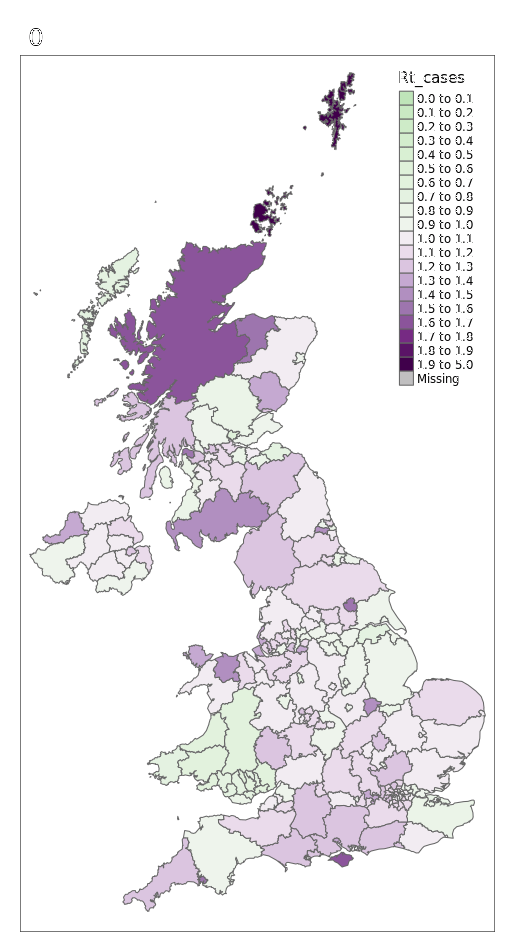 0
Rt_cases
0.0 to 0.1
0.1 to 0.2
0.2 to 0.3
0.3 to 0.4
0.4 to 0.5
0.5 to 0.6
0.6 to 0.7
0.7 to 0.8
0.8 to 0.9
0.9 to 1.0
1.0 to 1.1
1.1 to 1.2
1.2 to 1.3
1.3 to 1.4
1.4 to 1.5
1.5 to 1.6
1.6 to 1.7
1.7 to 1.8
1.8 to 1.9
1.9 to 5.0
Missing